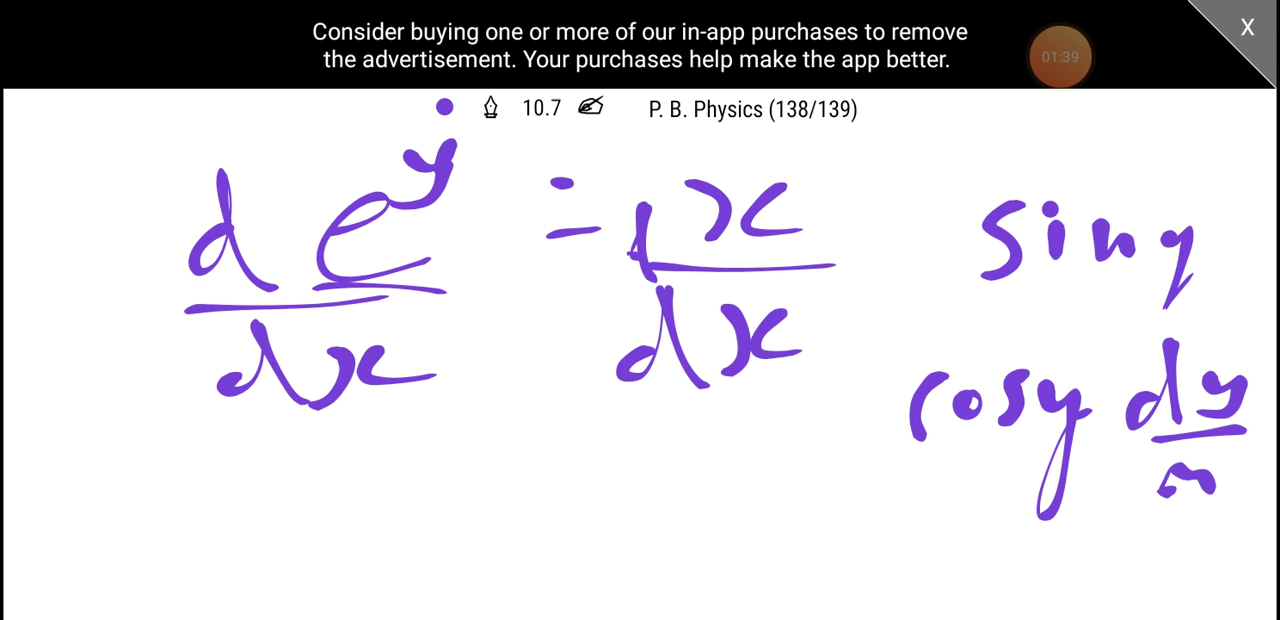 Consider buying one or more of our in-app purchases to remove
the advertisement. Your purchases help make the app better.
X
01:39
10.7 P. B. Physics (138/139)
d e^y / dx = dx / dx
sin y
cosy dy